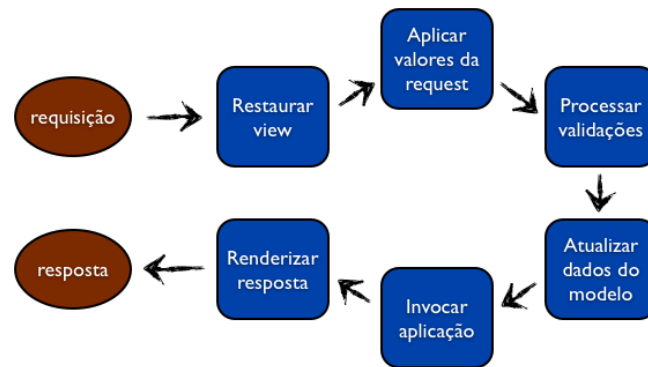 requisição
Restaurar
view
Aplicar
valores da
request
Processar
validações
Atualizar
dados do
modelo
Invocar
aplicação
Renderizar
resposta
resposta